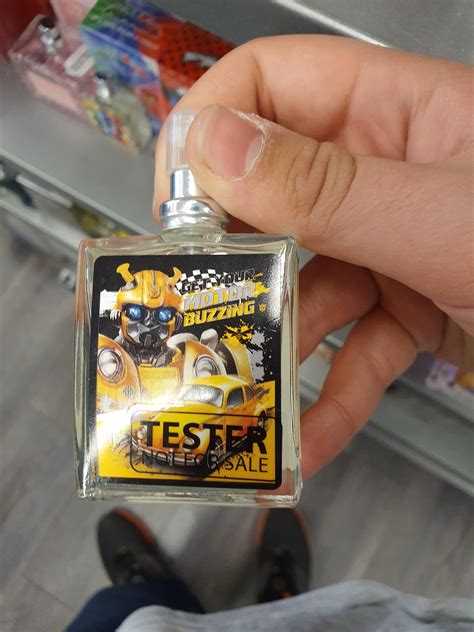 GET YOUR
MOTOR
BUZZING
TESTER
NOT FOR SALE